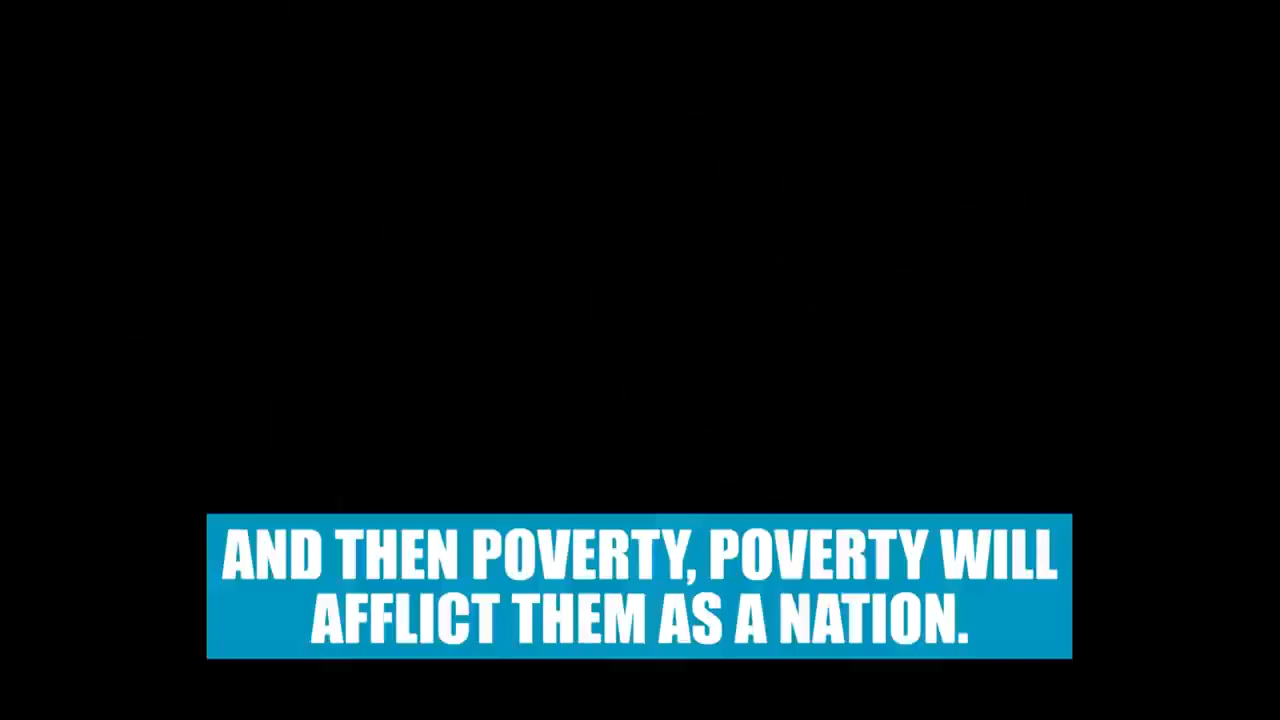 AND THEN POVERTY, POVERTY WILL
AFFLICT THEM AS A NATION.